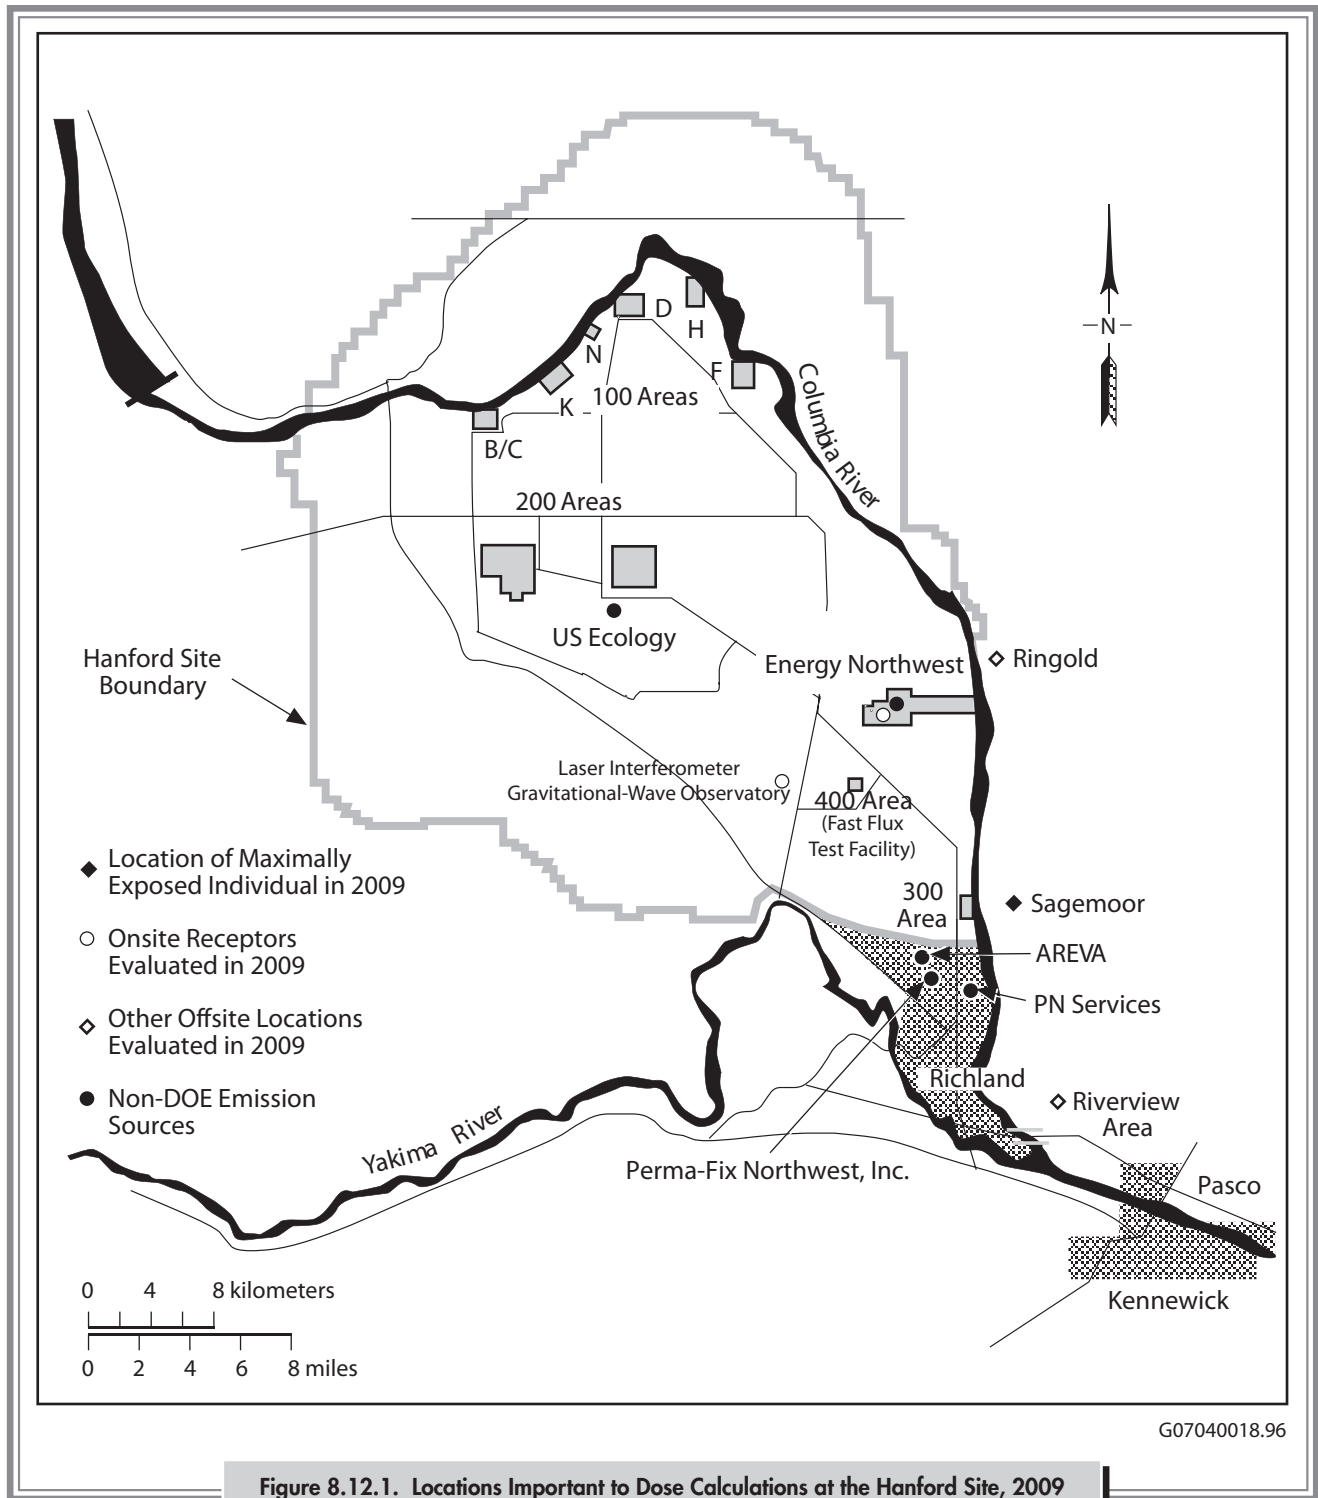 D
H
N
F
K
100 Areas
B/C
Columbia River
N
200 Areas
US Ecology
Hanford Site
Boundary
Energy Northwest
Ringold
Laser Interferometer
Gravitational-Wave Observatory
400 Area
(Fast Flux
Test Facility)
300
Area
Sagemoor
AREVA
PN Services
Location of Maximally
Exposed Individual in 2009
Onsite Receptors
Evaluated in 2009
Other Offsite Locations
Evaluated in 2009
Non-DOE Emission
Sources
Richland
Riverview
Area
Yakima River
Perma-Fix Northwest, Inc.
Pasco
Kennewick
0 4 8 kilometers
0 2 4 6 8 miles
G07040018.96
Figure 8.12.1. Locations Important to Dose Calculations at the Hanford Site, 2009